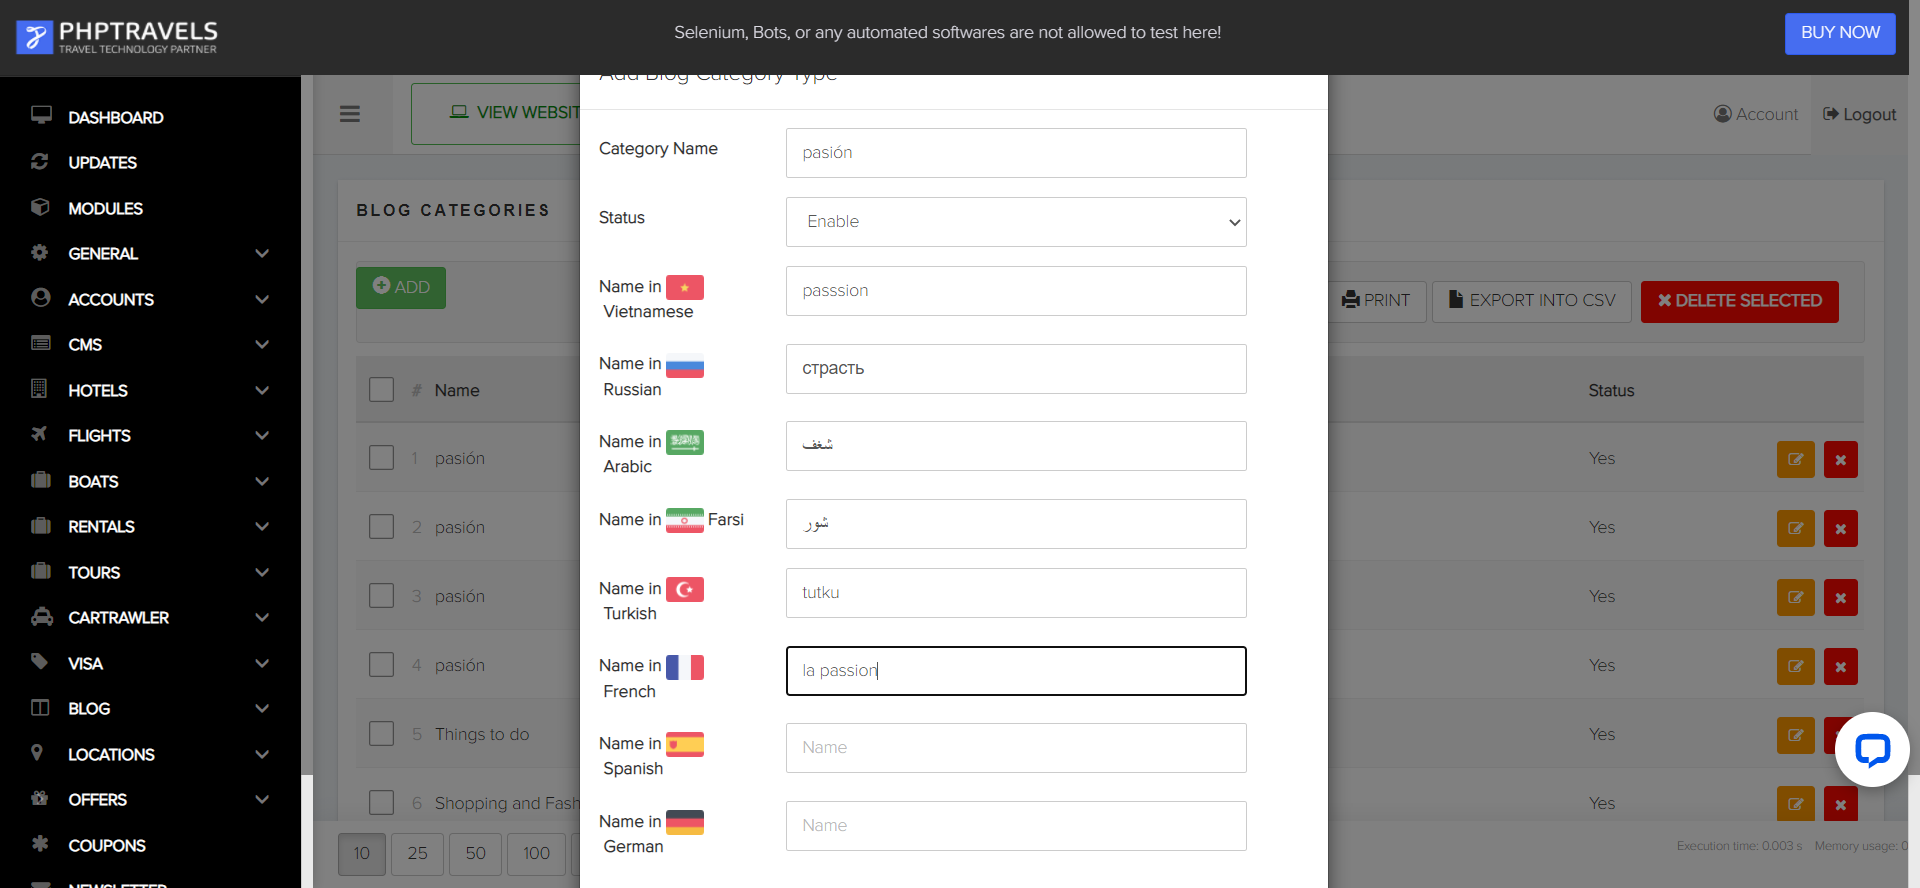 PHPTRAVELS
TRAVEL TECHNOLOGY PARTNER
Selenium, Bots, or any automated softwares are not allowed to test here!
BUY NOW
DASHBOARD
UPDATES
MODULES
GENERAL
ACCOUNTS
CMS
HOTELS
FLIGHTS
BOATS
RENTALS
TOURS
CARTRAWLER
VISA
BLOG
LOCATIONS
OFFERS
COUPONS
NEWSLETTER
VIEW WEBSIT
Account
Logout
BLOG CATEGORIES
ADD
PRINT
EXPORT INTO CSV
DELETE SELECTED
# Name
Status
1 pasión
Yes
2 pasión
Yes
3 pasión
Yes
4 pasión
Yes
5 Things to do
Yes
6 Shopping and Fash
Yes
10
25
50
100
Execution time: 0.003 s
Memory usage: 0
Add Blog Category Type
Category Name
pasión
Status
Enable
Name in
Vietnamese
passsion
Name in
Russian
страсть
Name in
Arabic
شغف
Name in Farsi
شور
Name in
Turkish
tutku
Name in
French
la passion
Name in
Spanish
Name
Name in
German
Name